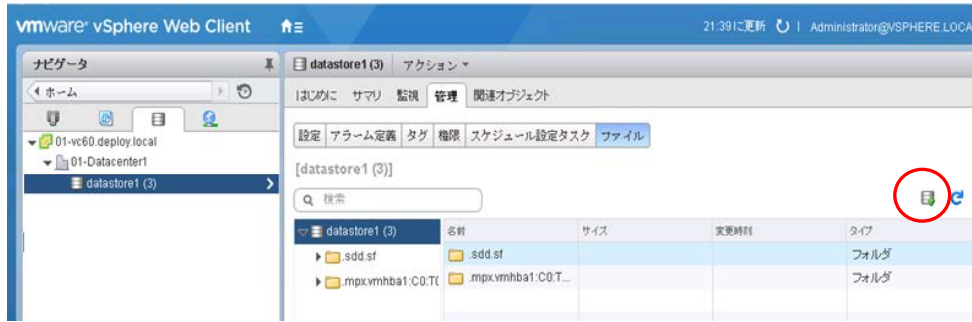 vmware® vSphere Web Client
21:39に更新 | Administrator@VSPHERE.LOCA
ナビゲータ
datastore1 (3) アクション
ホーム
はじめに サマリ 監視 管理 関連オブジェクト
01-vc60.deploy.local
設定 アラーム定義 タグ 権限 スケジュール設定タスク ファイル
01-Datacenter1
[datastore1 (3)]
datastore1 (3)
検索
datastore1 (3) 名前 サイズ 変更時刻 タイプ
.sdd.sf .sdd.sf フォルダ
.mpx.vmhba1:C0:T( .mpx.vmhba1:C0:T... フォルダ